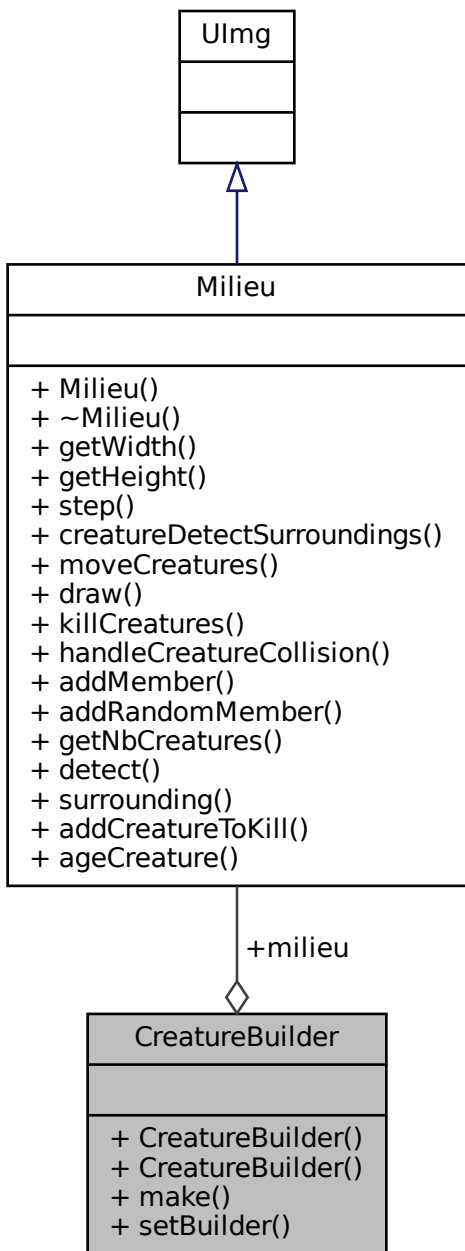 UImg
Milieu
+ Milieu()
+ ~Milieu()
+ getWidth()
+ getHeight()
+ step()
+ creatureDetectSurroundings()
+ moveCreatures()
+ draw()
+ killCreatures()
+ handleCreatureCollision()
+ addMember()
+ addRandomMember()
+ getNbCreatures()
+ detect()
+ surrounding()
+ addCreatureToKill()
+ ageCreature()
+milieu
CreatureBuilder
+ CreatureBuilder()
+ CreatureBuilder()
+ make()
+ setBuilder()